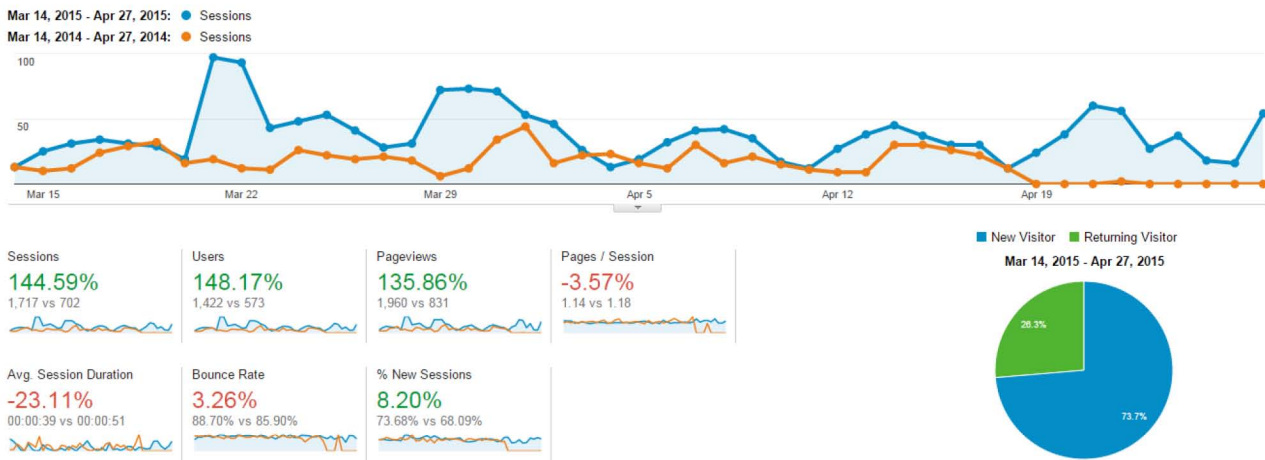 Mar 14, 2015 - Apr 27, 2015: Sessions
Mar 14, 2014 - Apr 27, 2014: Sessions
100
50
Mar 15 Mar 22 Mar 29 Apr 5 Apr 12 Apr 19
New Visitor Returning Visitor
Mar 14, 2015 - Apr 27, 2015
26.3%
73.7%
Sessions
144.59%
1,717 vs 702
Users
148.17%
1,422 vs 573
Pageviews
135.86%
1,960 vs 831
Pages / Session
-3.57%
1.14 vs 1.18
Avg. Session Duration
-23.11%
00:00:39 vs 00:00:51
Bounce Rate
3.26%
88.70% vs 85.90%
% New Sessions
8.20%
73.68% vs 68.09%